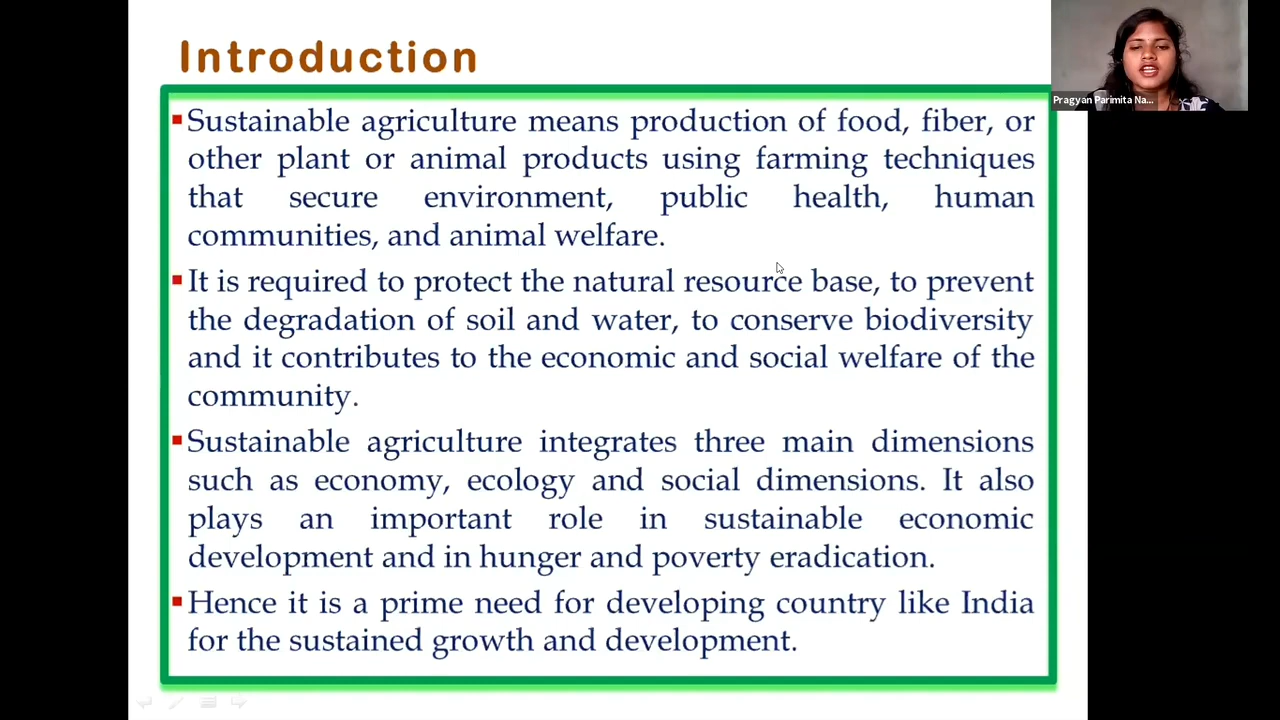 Introduction
Pragyan Parimita Na...
▪Sustainable agriculture means production of food, fiber, or
other plant or animal products using farming techniques
that secure environment, public health, human
communities, and animal welfare.
▪It is required to protect the natural resource base, to prevent
the degradation of soil and water, to conserve biodiversity
and it contributes to the economic and social welfare of the
community.
▪Sustainable agriculture integrates three main dimensions
such as economy, ecology and social dimensions. It also
plays an important role in sustainable economic
development and in hunger and poverty eradication.
▪Hence it is a prime need for developing country like India
for the sustained growth and development.